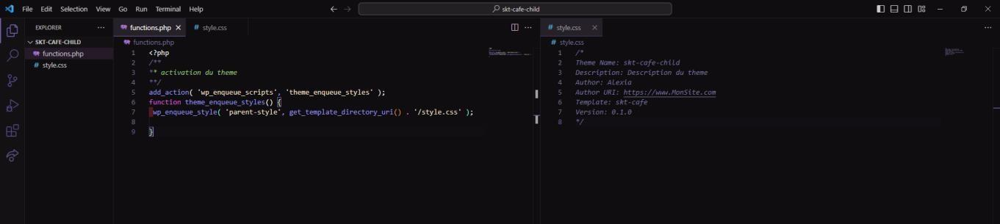 File Edit Selection View Go Run Terminal Help
skt-cafe-child
EXPLORER
SKT-CAFE-CHILD
functions.php
style.css
functions.php
style.css
functions.php
1 <?php
2 /**
3 ** activation du theme
4 **/
5 add_action( 'wp_enqueue_scripts', 'theme_enqueue_styles' );
6 function theme_enqueue_styles() {
7 wp_enqueue_style( 'parent-style', get_template_directory_uri() . '/style.css' );
8
9 }
style.css
style.css
1 /*
2 Theme Name: skt-cafe-child
3 Description: Description du theme
4 Author: Alexia
5 Author URI: https://www.MonSite.com
6 Template: skt-cafe
7 Version: 0.1.0
8 */